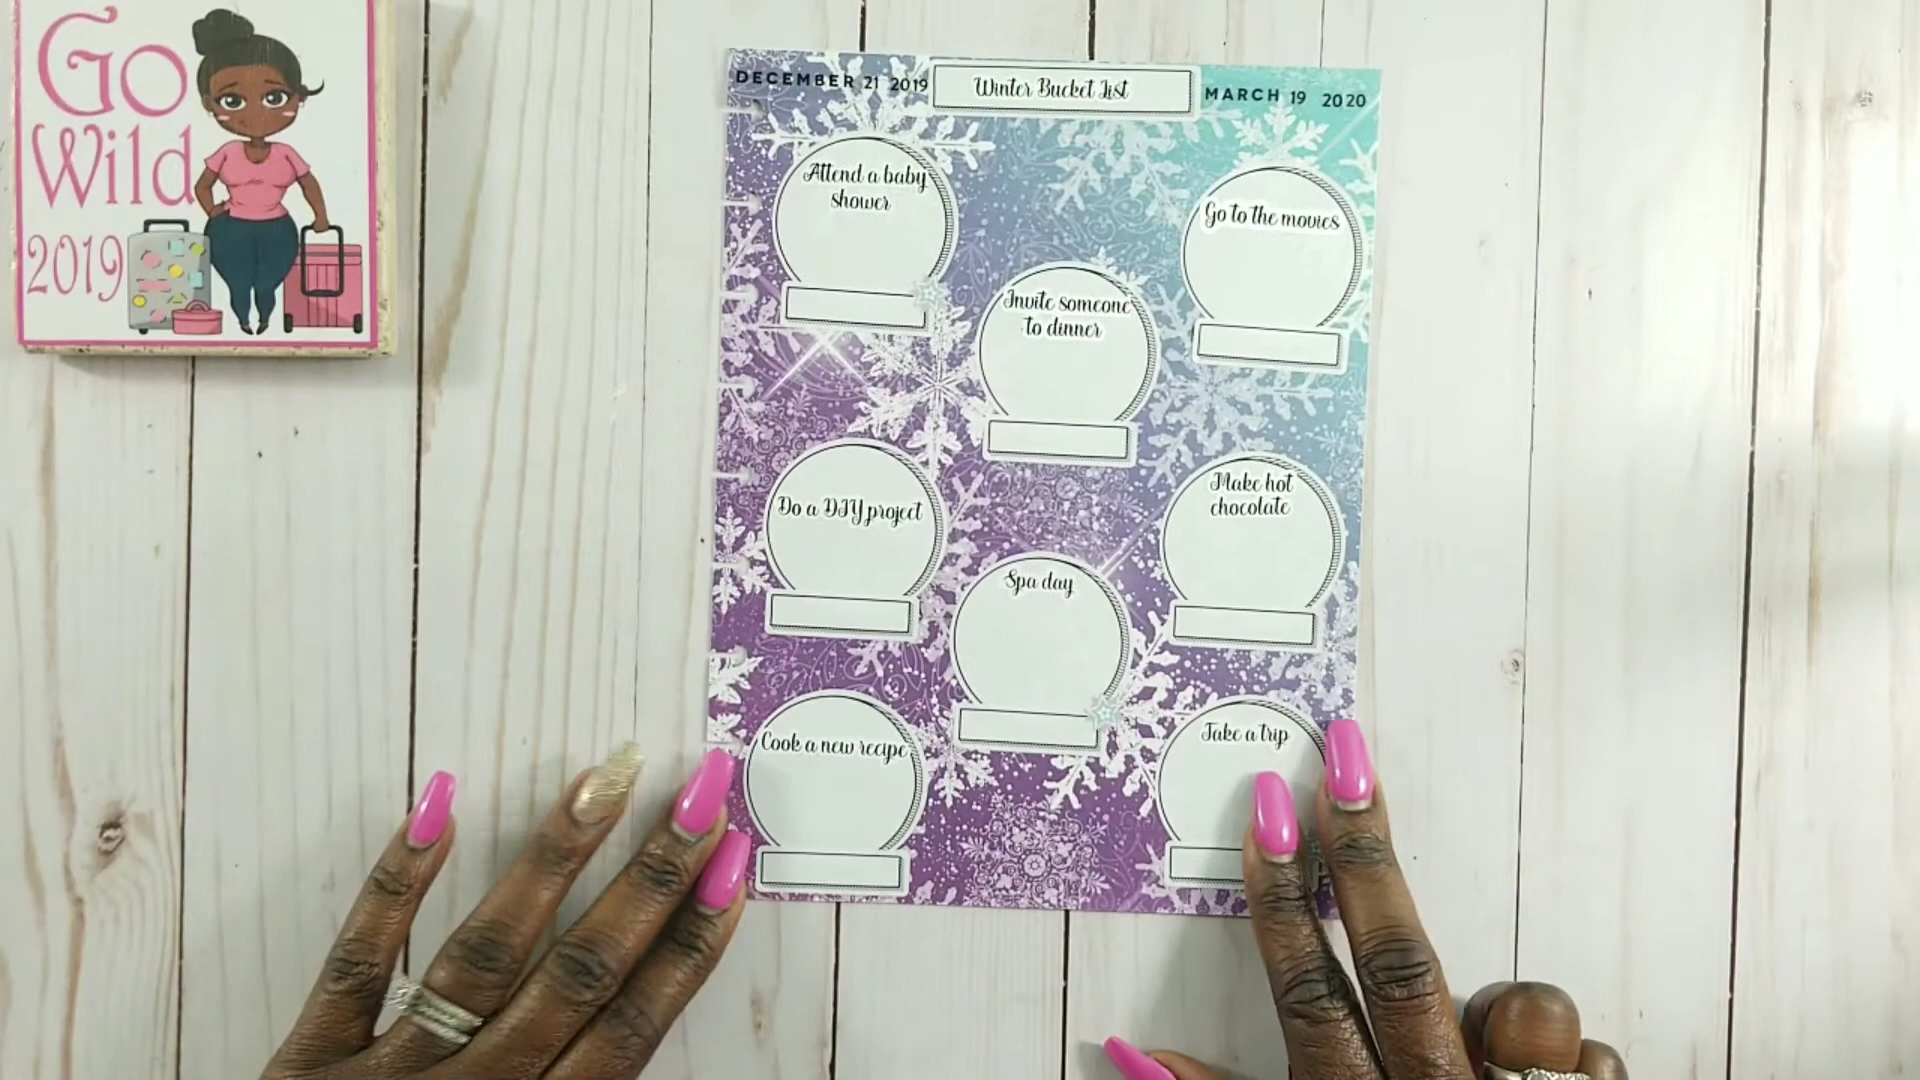 Go
Wild
2019
DECEMBER 21 2019
Winter Bucket List
MARCH 19 2020
Attend a baby
shower
Go to the movies
Invite someone
to dinner
Do a DIY project
Make hot
chocolate
Spa day
Cook a new recipe
Take a trip